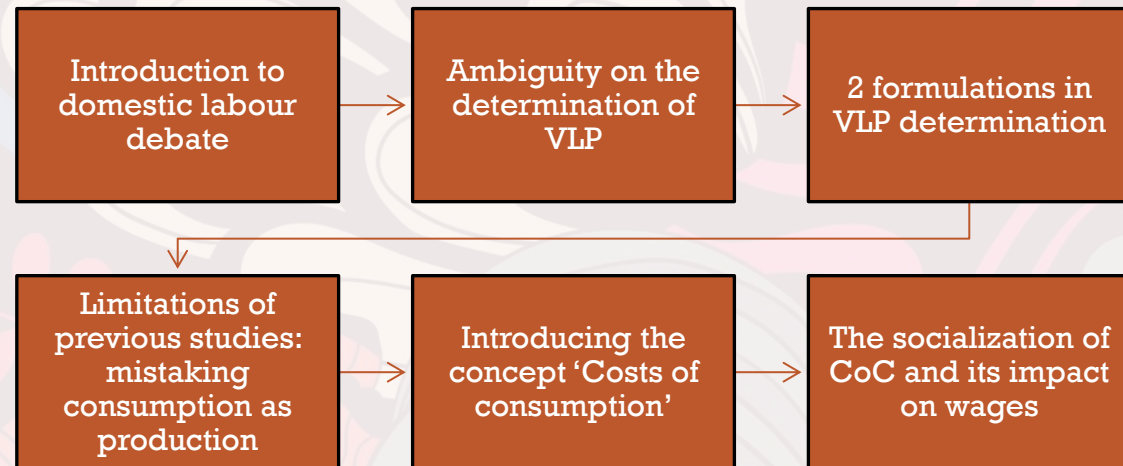 Introduction to
domestic labour
debate
Ambiguity on the
determination of
VLP
2 formulations in
VLP determination
Limitations of
previous studies:
mistaking
consumption as
production
Introducing the
concept ‘Costs of
consumption’
The socialization of
CoC and its impact
on wages